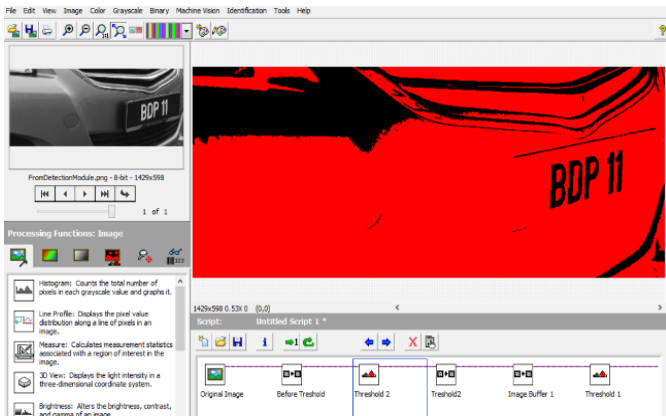 File Edit View Image Color Grayscale Binary Machine Vision Identification Tools Help
BDP 11
FromDetectionModule.png - 8-bit - 1429x598
1 of 1
Processing Functions: Image
Histogram: Counts the total number of
pixels in each grayscale value and graphs it.
Line Profile: Displays the pixel value
distribution along a line of pixels in an
image.
Measure: Calculates measurement statistics
associated with a region of interest in the
image.
3D View: Displays the light intensity in a
three-dimensional coordinate system.
Brightness: Alters the brightness, contrast,
and gamma of an image.
BDP 11
1429x598 0.53X 0 (0,0)
Script: Untitled Script 1 *
Original Image
Before Treshold
Threshold 2
Treshold2
Image Buffer 1
Threshold 1